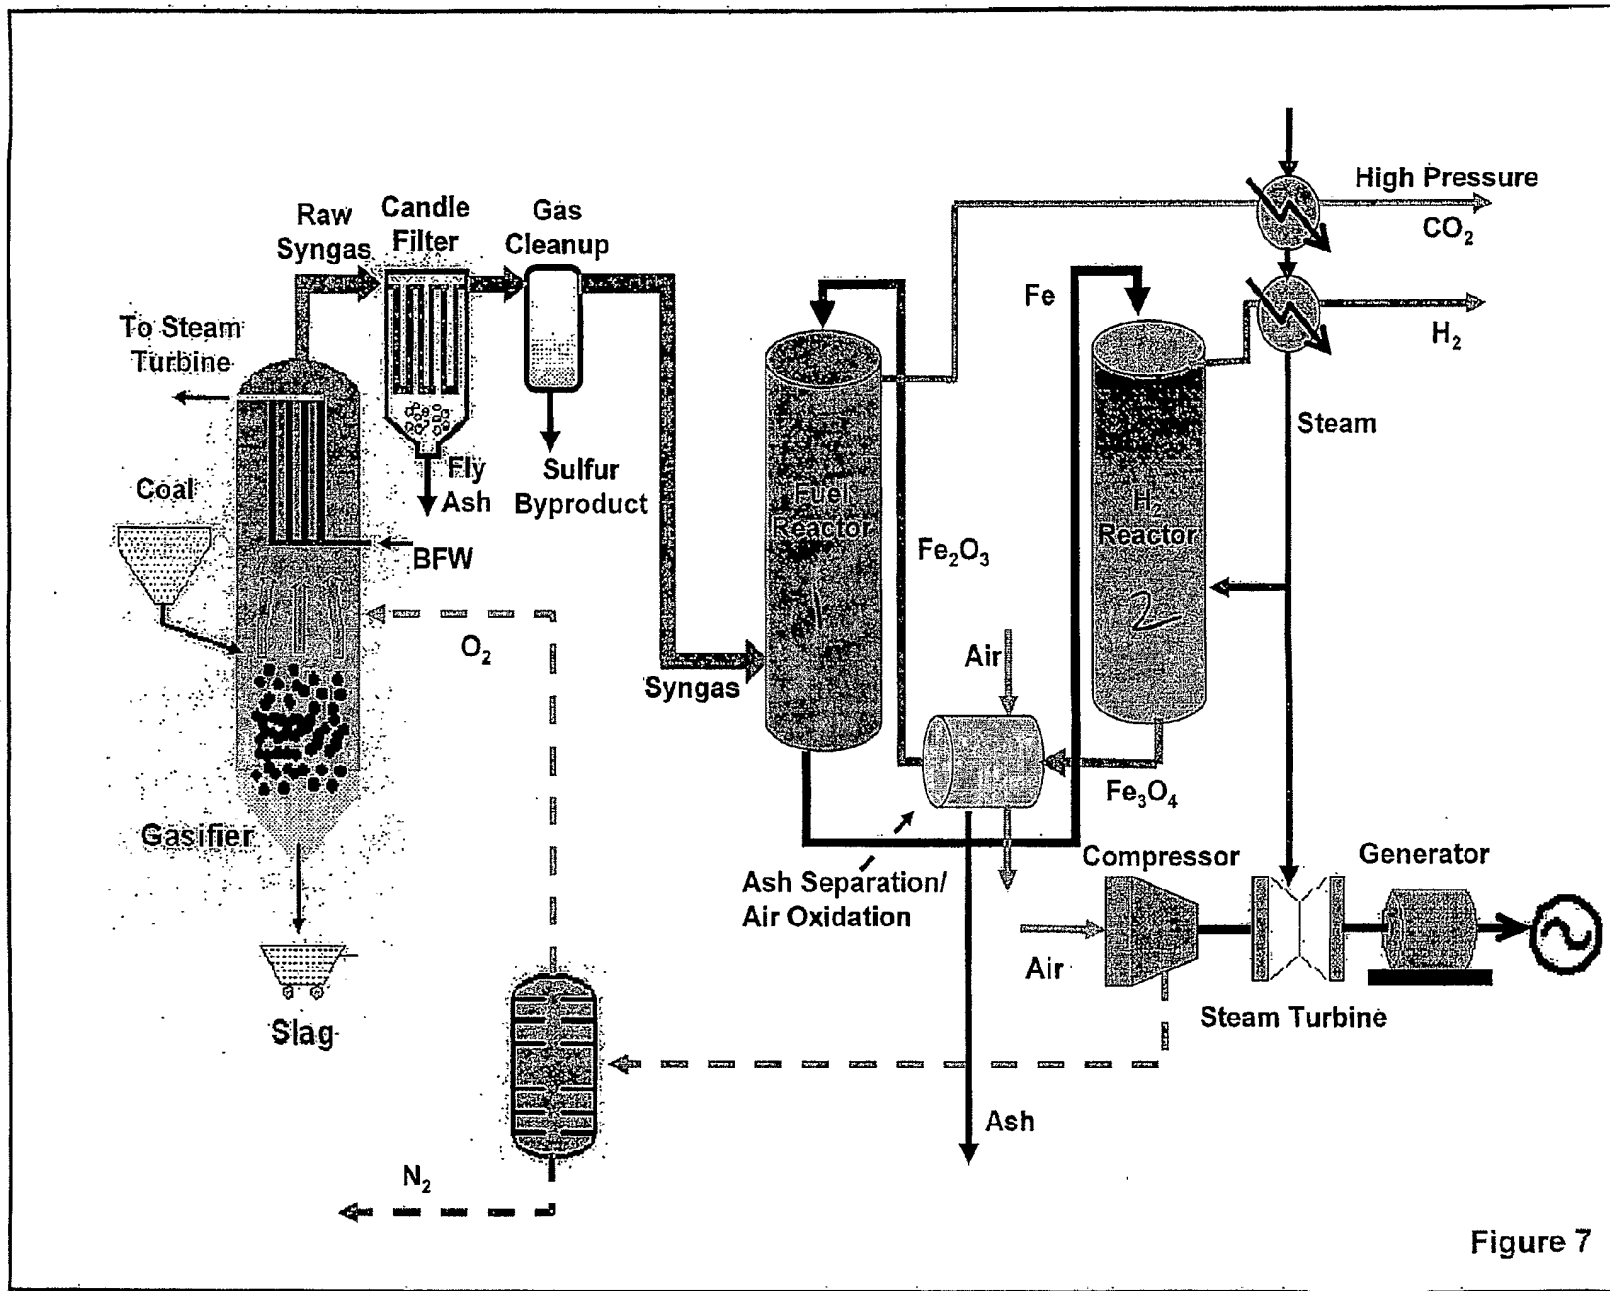 High Pressure
CO₂
Raw
Syngas
Candle
Filter
Gas
Cleanup
Fe
H₂
To Steam
Turbine
Steam
Coal
Fly
Ash
Sulfur
Byproduct
Fuel
Reactor
1
H₂
Reactor
2
BFW
Fe₂O₃
O₂
Air
Syngas
Fe₃O₄
Gasifier
Ash Separation/
Air Oxidation
Compressor
Generator
Air
Steam Turbine
Slag
Ash
N₂
Figure 7